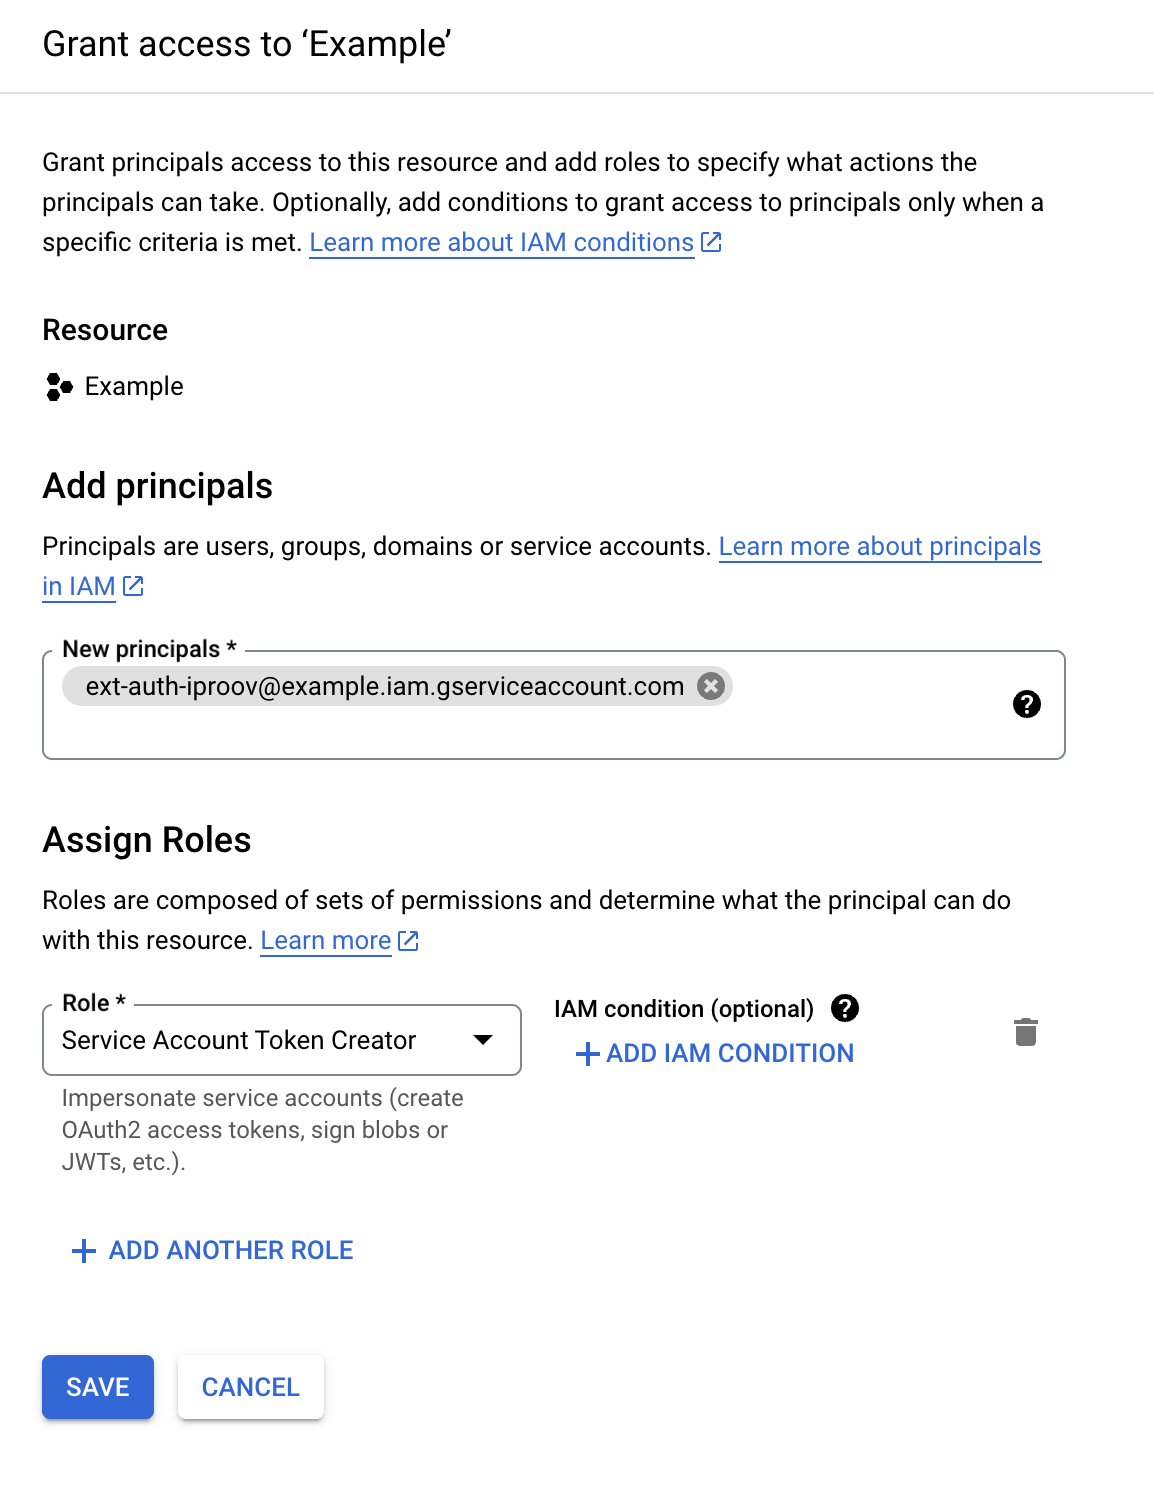 Grant access to ‘Example’
Grant principals access to this resource and add roles to specify what actions the
principals can take. Optionally, add conditions to grant access to principals only when a
specific criteria is met. Learn more about IAM conditions
Resource
Example
Add principals
Principals are users, groups, domains or service accounts. Learn more about principals
in IAM
New principals *
ext-auth-iproov@example.iam.gserviceaccount.com
Assign Roles
Roles are composed of sets of permissions and determine what the principal can do
with this resource. Learn more
Role *
Service Account Token Creator
Impersonate service accounts (create
OAuth2 access tokens, sign blobs or
JWTs, etc.).
IAM condition (optional)
ADD IAM CONDITION
ADD ANOTHER ROLE
SAVE CANCEL